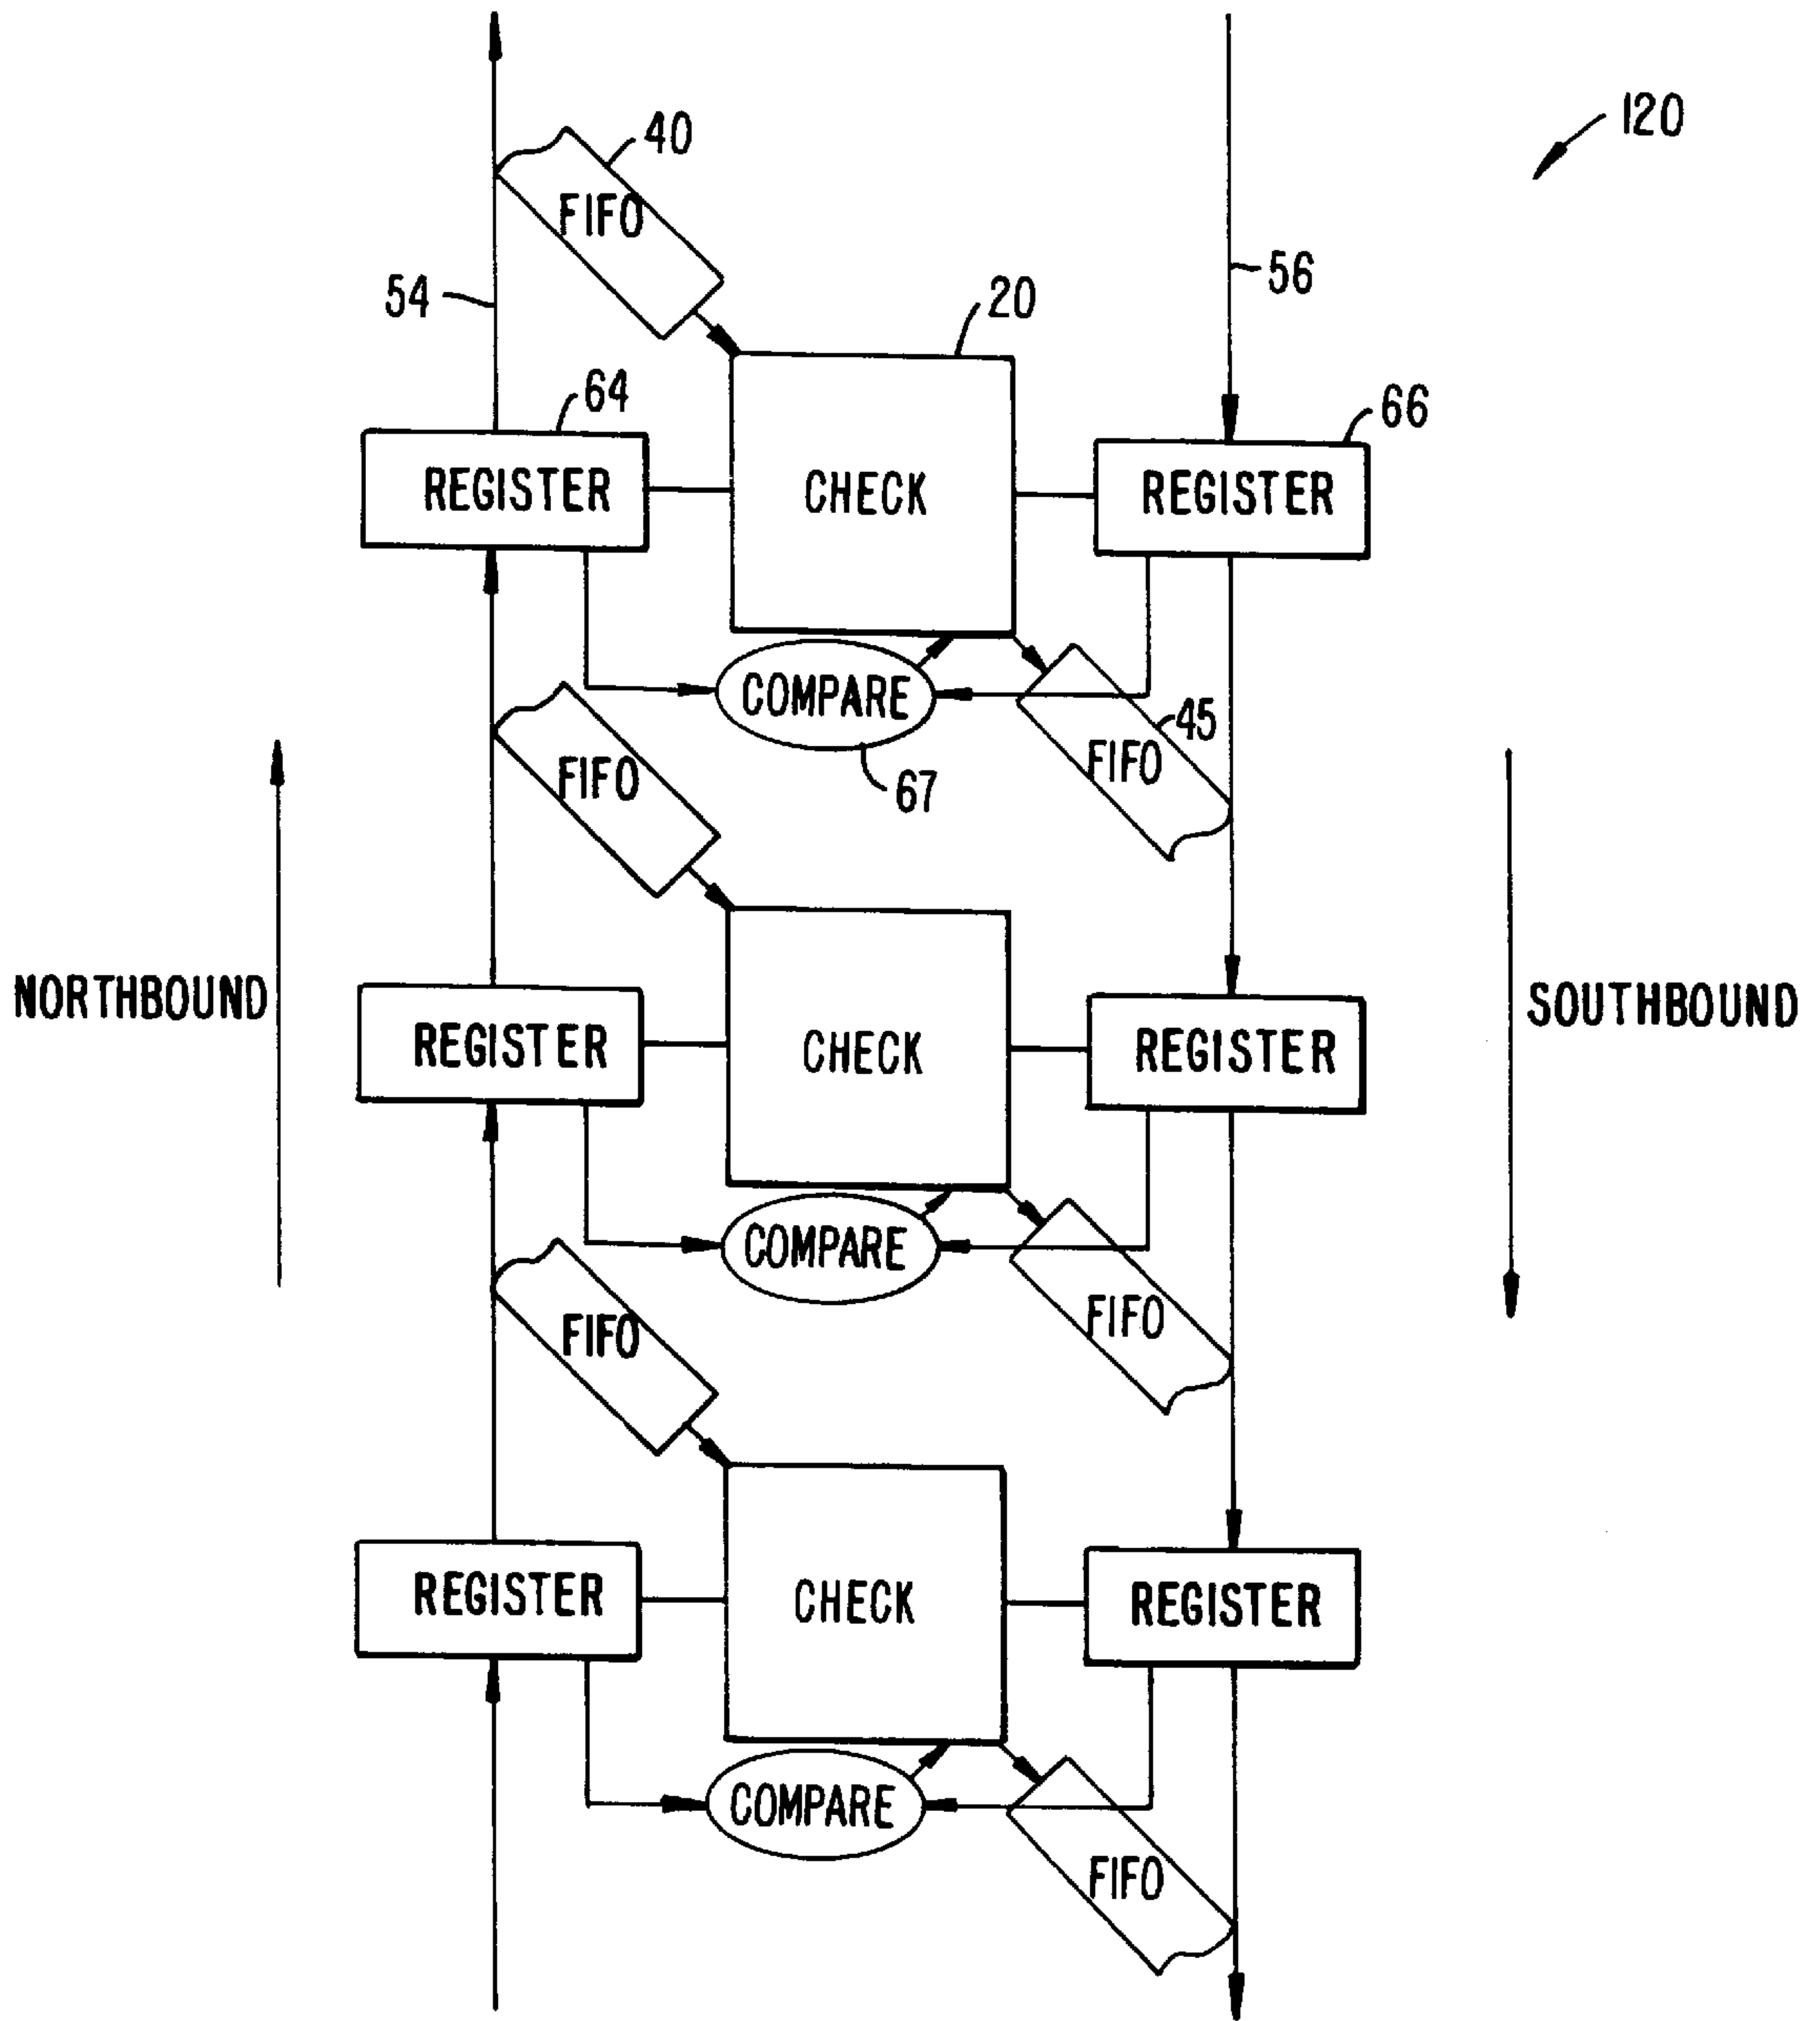 120
40
FIFO
54
56
20
64
66
REGISTER
CHECK
REGISTER
COMPARE
45
FIFO
FIFO
67
NORTHBOUND
SOUTHBOUND
REGISTER
CHECK
REGISTER
COMPARE
FIFO
FIFO
REGISTER
CHECK
REGISTER
COMPARE
FIFO